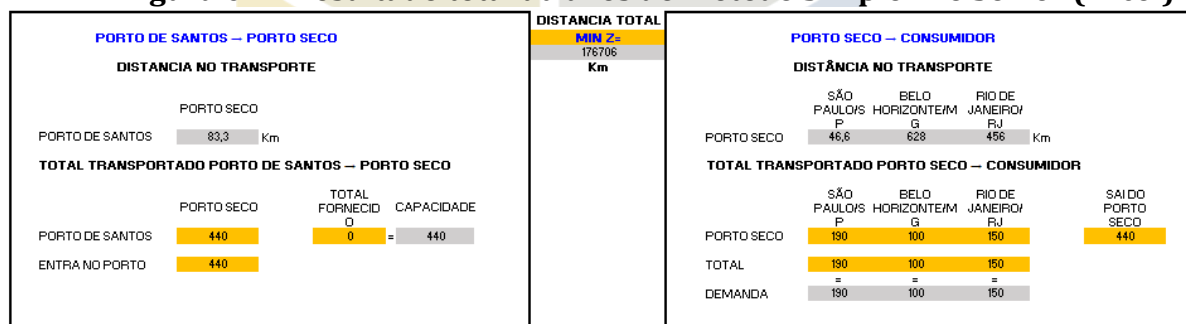 DISTANCIA TOTAL
MIN Z=
176706
Km
PORTO DE SANTOS → PORTO SECO
DISTANCIA NO TRANSPORTE
PORTO SECO
PORTO DE SANTOS 83,3 Km
TOTAL TRANSPORTADO PORTO DE SANTOS → PORTO SECO
PORTO SECO TOTAL FORNECIDO CAPACIDADE
PORTO DE SANTOS 440 0 = 440
ENTRA NO PORTO 440
PORTO SECO → CONSUMIDOR
DISTÂNCIA NO TRANSPORTE
SÃO BELO RIO DE
PAULO/S HORIZONTE/M JANEIRO/
P G RJ
PORTO SECO 46,6 628 456 Km
TOTAL TRANSPORTADO PORTO SECO → CONSUMIDOR
SÃO BELO RIO DE SAI DO
PAULO/S HORIZONTE/M JANEIRO/ PORTO
P G RJ SECO
PORTO SECO 190 100 150 440
TOTAL 190 100 150
= = =
DEMANDA 190 100 150